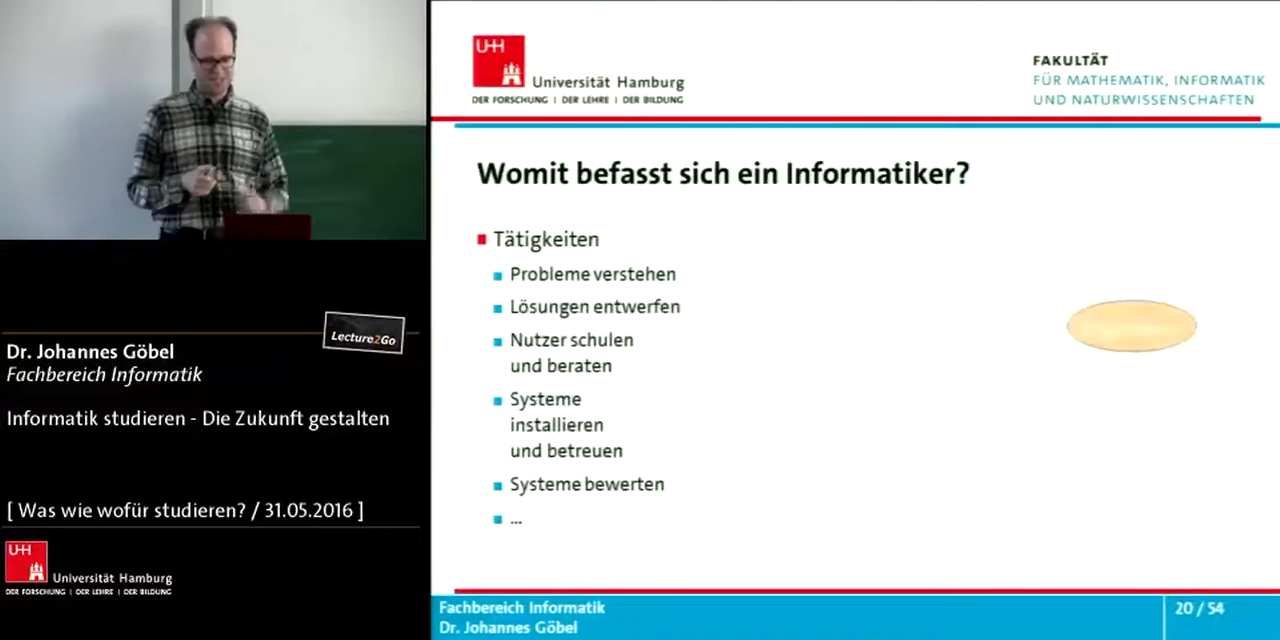 Dr. Johannes Göbel
Fachbereich Informatik
Lecture2Go
Informatik studieren - Die Zukunft gestalten
[ Was wie wofür studieren? / 31.05.2016 ]
UHH
Universität Hamburg
DER FORSCHUNG | DER LEHRE | DER BILDUNG
UHH
Universität Hamburg
DER FORSCHUNG | DER LEHRE | DER BILDUNG
FAKULTÄT
FÜR MATHEMATIK, INFORMATIK
UND NATURWISSENSCHAFTEN
Womit befasst sich ein Informatiker?
Tätigkeiten
Probleme verstehen
Lösungen entwerfen
Nutzer schulen
und beraten
Systeme
installieren
und betreuen
Systeme bewerten
...
Fachbereich Informatik
Dr. Johannes Göbel
20 / 54